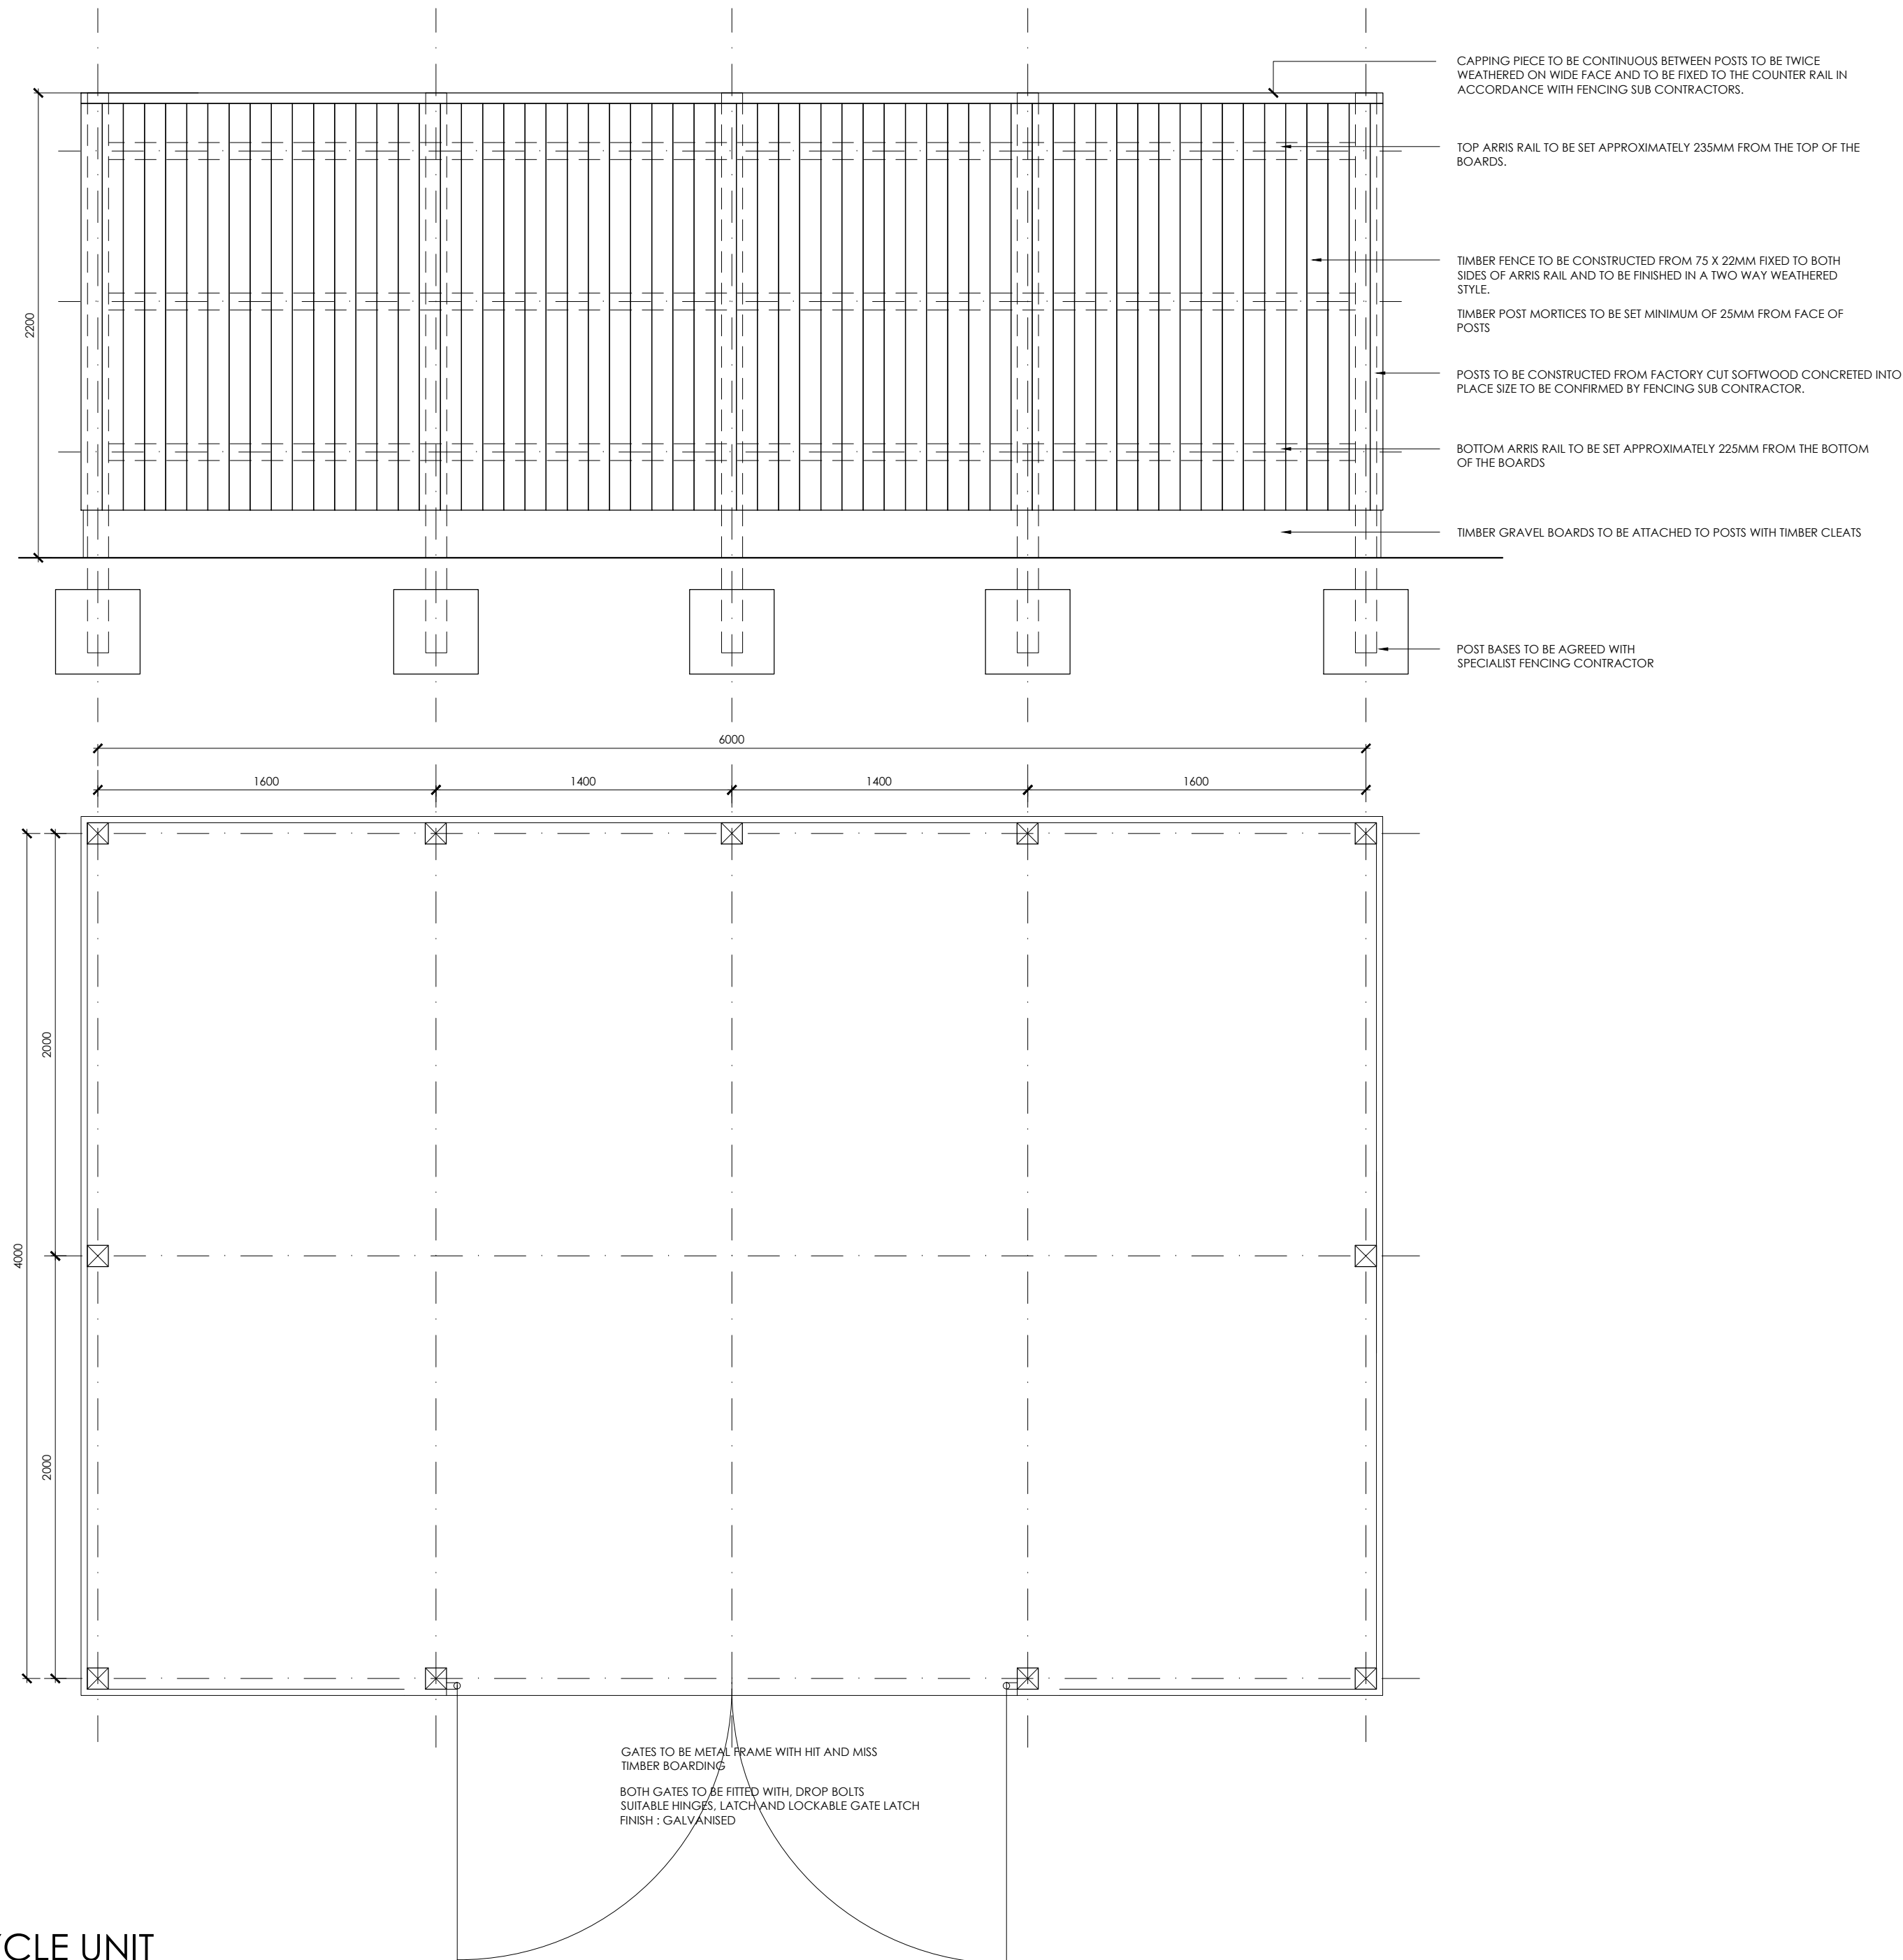 CAPPING PIECE TO BE CONTINUOUS BETWEEN POSTS TO BE TWICE
WEATHERED ON WIDE FACE AND TO BE FIXED TO THE COUNTER RAIL IN
ACCORDANCE WITH FENCING SUB CONTRACTORS.
TOP ARRIS RAIL TO BE SET APPROXIMATELY 235MM FROM THE TOP OF THE
BOARDS.
TIMBER FENCE TO BE CONSTRUCTED FROM 75 X 22MM FIXED TO BOTH
SIDES OF ARRIS RAIL AND TO BE FINISHED IN A TWO WAY WEATHERED
STYLE.
TIMBER POST MORTICES TO BE SET MINIMUM OF 25MM FROM FACE OF
POSTS
2200
POSTS TO BE CONSTRUCTED FROM FACTORY CUT SOFTWOOD CONCRETED INTO
PLACE SIZE TO BE CONFIRMED BY FENCING SUB CONTRACTOR.
BOTTOM ARRIS RAIL TO BE SET APPROXIMATELY 225MM FROM THE BOTTOM
OF THE BOARDS
TIMBER GRAVEL BOARDS TO BE ATTACHED TO POSTS WITH TIMBER CLEATS
POST BASES TO BE AGREED WITH
SPECIALIST FENCING CONTRACTOR
6000
1600
1400
1400
1600
2000
4000
2000
GATES TO BE METAL FRAME WITH HIT AND MISS
TIMBER BOARDING
BOTH GATES TO BE FITTED WITH, DROP BOLTS
SUITABLE HINGES, LATCH AND LOCKABLE GATE LATCH
FINISH : GALVANISED
CLE UNIT